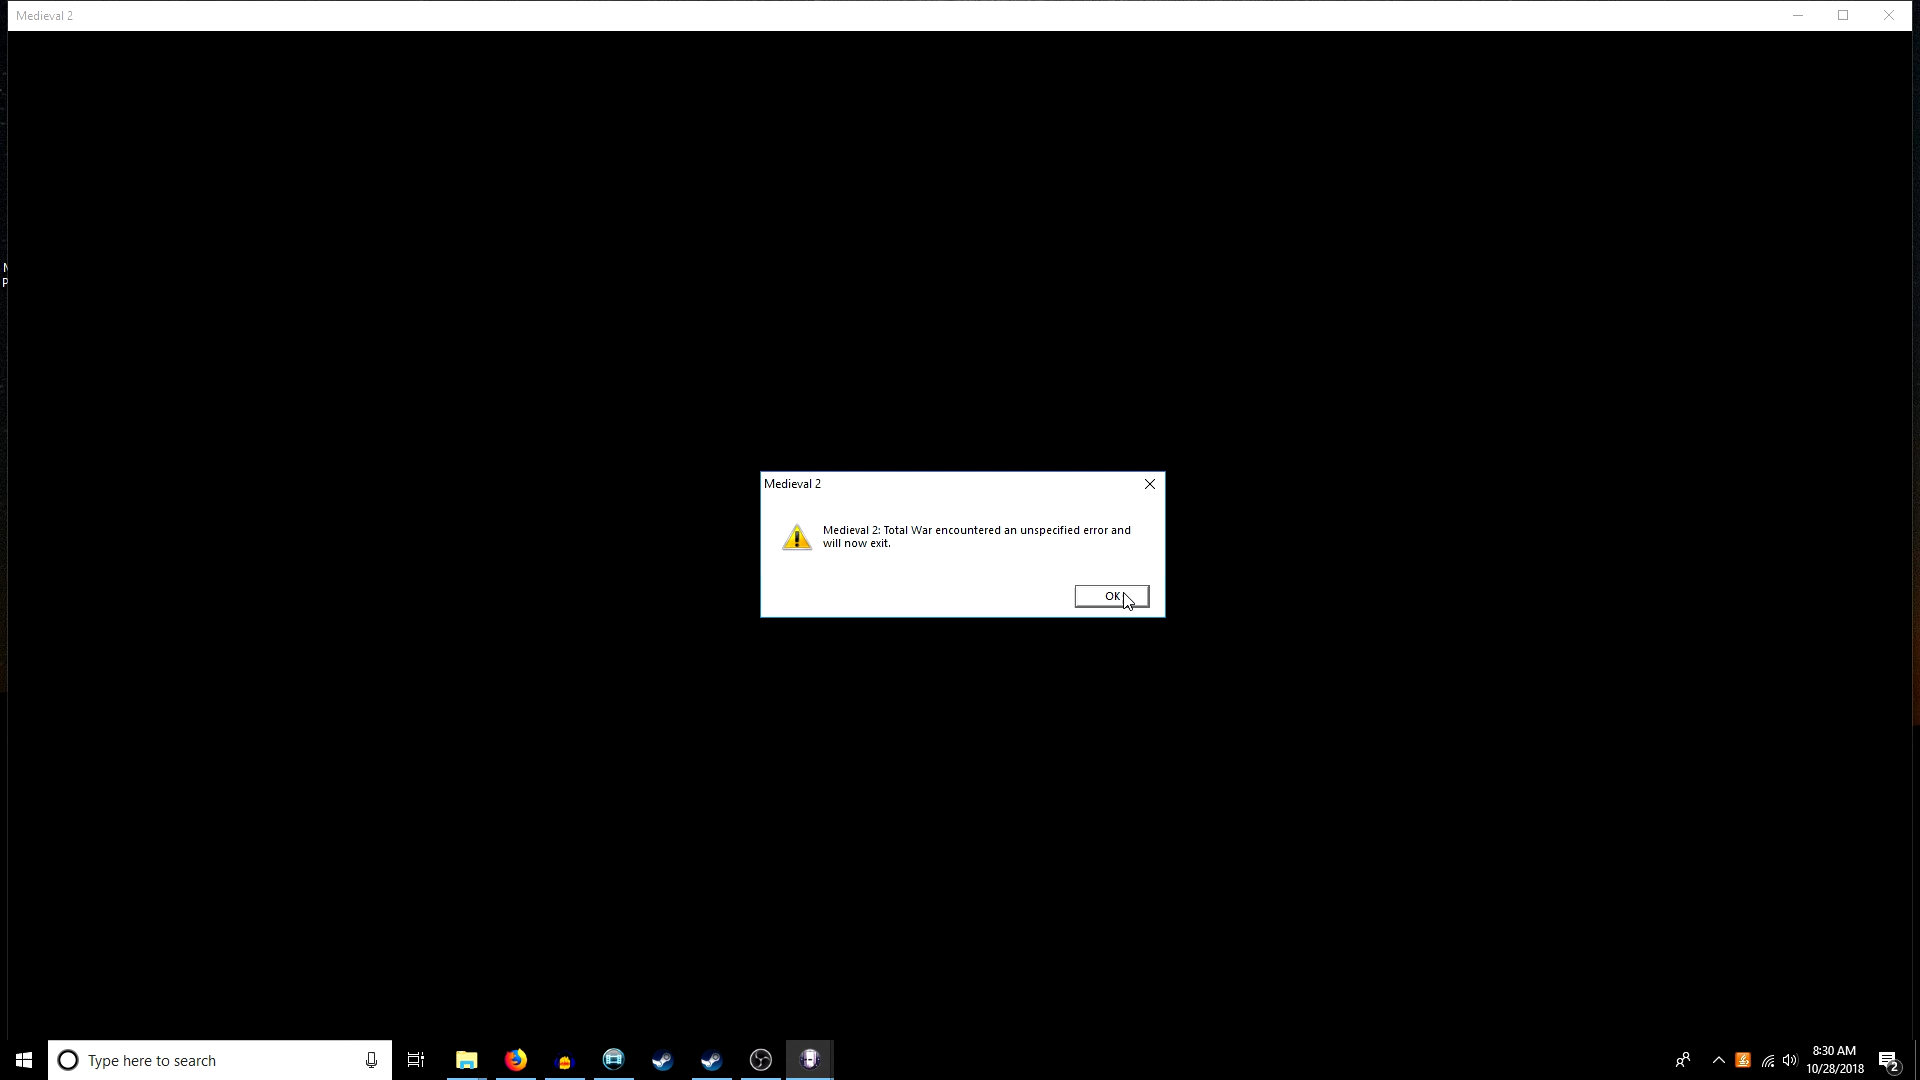 Medieval 2
Medieval 2
Medieval 2: Total War encountered an unspecified error and
will now exit.
OK
Type here to search
8:30 AM
10/28/2018
2